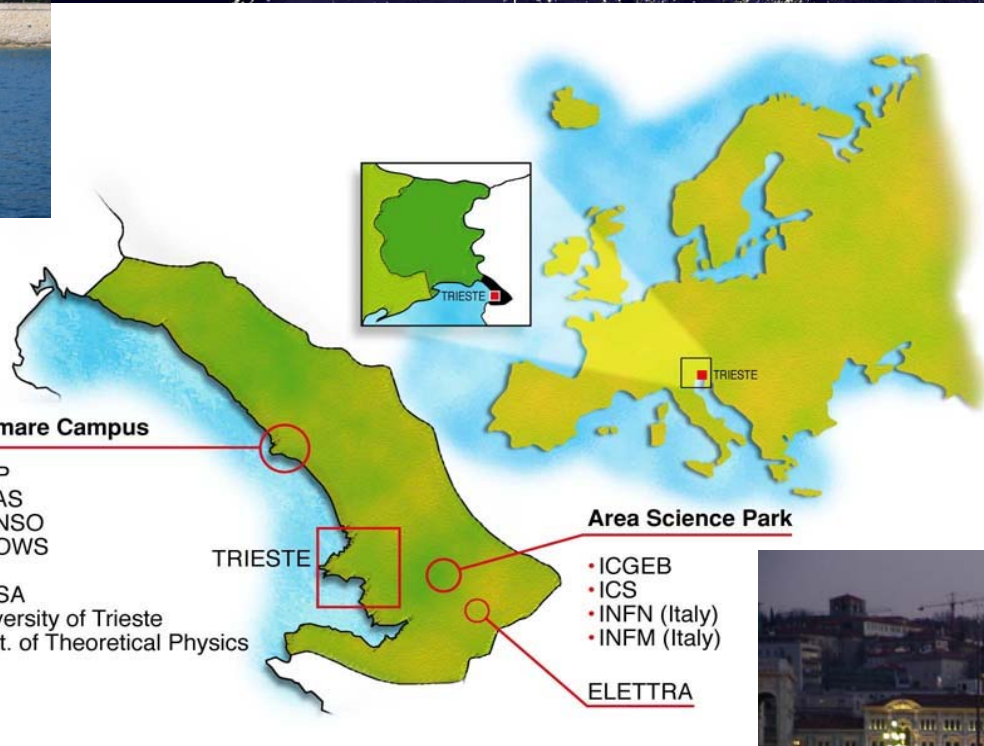 TRIESTE
TRIESTE
mare Campus
P
AS
NSO
OWS
SA
versity of Trieste
t. of Theoretical Physics
TRIESTE
Area Science Park
• ICGEB
• ICS
• INFN (Italy)
• INFM (Italy)
ELETTRA